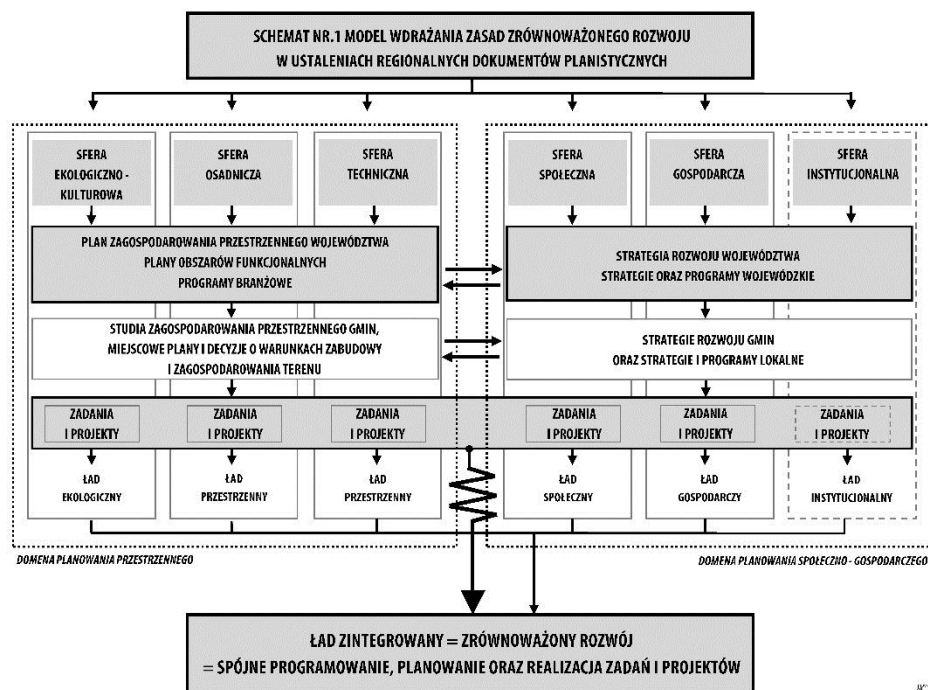 SCHEMAT NR.1 MODEL WDRAŻANIA ZASAD ZRÓWNOWAŻONEGO ROZWOJU
W USTALENIACH REGIONALNYCH DOKUMENTÓW PLANISTYCZNYCH
SFERA
EKOLOGICZNO -
KULTUROWA
SFERA
OSADNICZA
SFERA
TECHNICZNA
SFERA
SPOŁECZNA
SFERA
GOSPODARCZA
SFERA
INSTYTUCJONALNA
PLAN ZAGOSPODAROWANIA PRZESTRZENNEGO WOJEWÓDZTWA
PLANY OBSZARÓW FUNKCJONALNYCH
PROGRAMY BRANŻOWE
STRATEGIA ROZWOJU WOJEWÓDZTWA
STRATEGIE ORAZ PROGRAMY WOJEWÓDZKIE
STUDIA ZAGOSPODAROWANIA PRZESTRZENNEGO GMIN,
MIEJSCOWE PLANY I DECYZJE O WARUNKACH ZABUDOWY
I ZAGOSPODAROWANIA TERENU
STRATEGIE ROZWOJU GMIN
ORAZ STRATEGIE I PROGRAMY LOKALNE
ZADANIA
I PROJEKTY
ZADANIA
I PROJEKTY
ZADANIA
I PROJEKTY
ZADANIA
I PROJEKTY
ZADANIA
I PROJEKTY
ZADANIA
I PROJEKTY
ŁAD
EKOLOGICZNY
ŁAD
PRZESTRZENNY
ŁAD
PRZESTRZENNY
ŁAD
SPOŁECZNY
ŁAD
GOSPODARCZY
ŁAD
INSTYTUCJONALNY
DOMENA PLANOWANIA PRZESTRZENNEGO
DOMENA PLANOWANIA SPOŁECZNO - GOSPODARCZEGO
ŁAD ZINTEGROWANY = ZRÓWNOWAŻONY ROZWÓJ
= SPÓJNE PROGRAMOWANIE, PLANOWANIE ORAZ REALIZACJA ZADAŃ I PROJEKTÓW